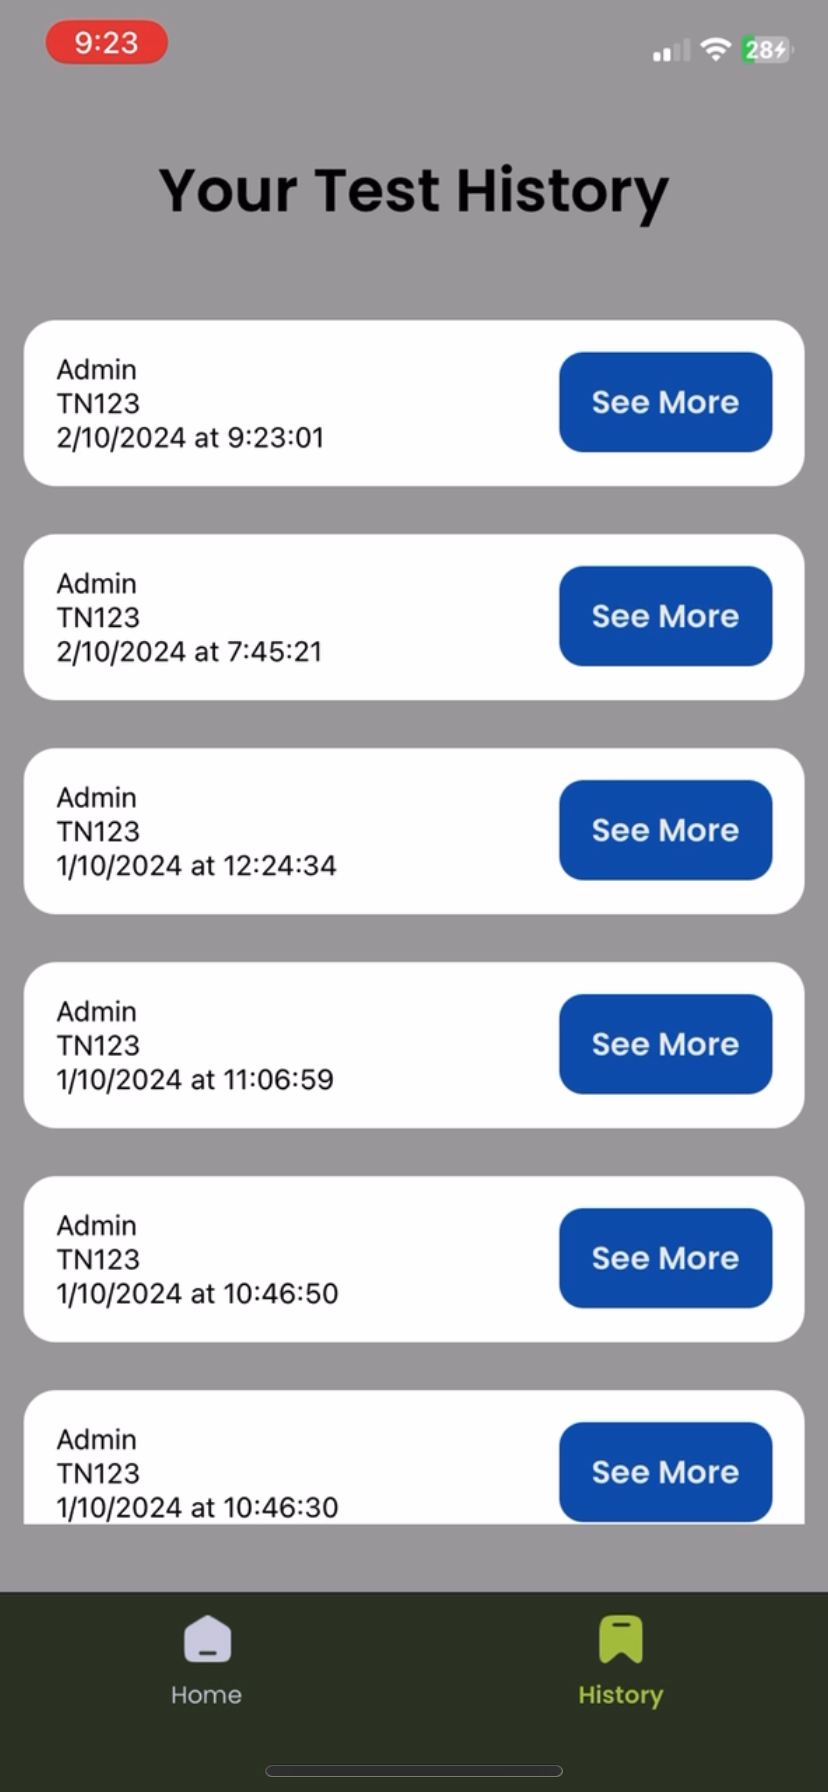 9:23
28
Your Test History
Admin
TN123
2/10/2024 at 9:23:01
See More
Admin
TN123
2/10/2024 at 7:45:21
See More
Admin
TN123
1/10/2024 at 12:24:34
See More
Admin
TN123
1/10/2024 at 11:06:59
See More
Admin
TN123
1/10/2024 at 10:46:50
See More
Admin
TN123
1/10/2024 at 10:46:30
See More
Home
History